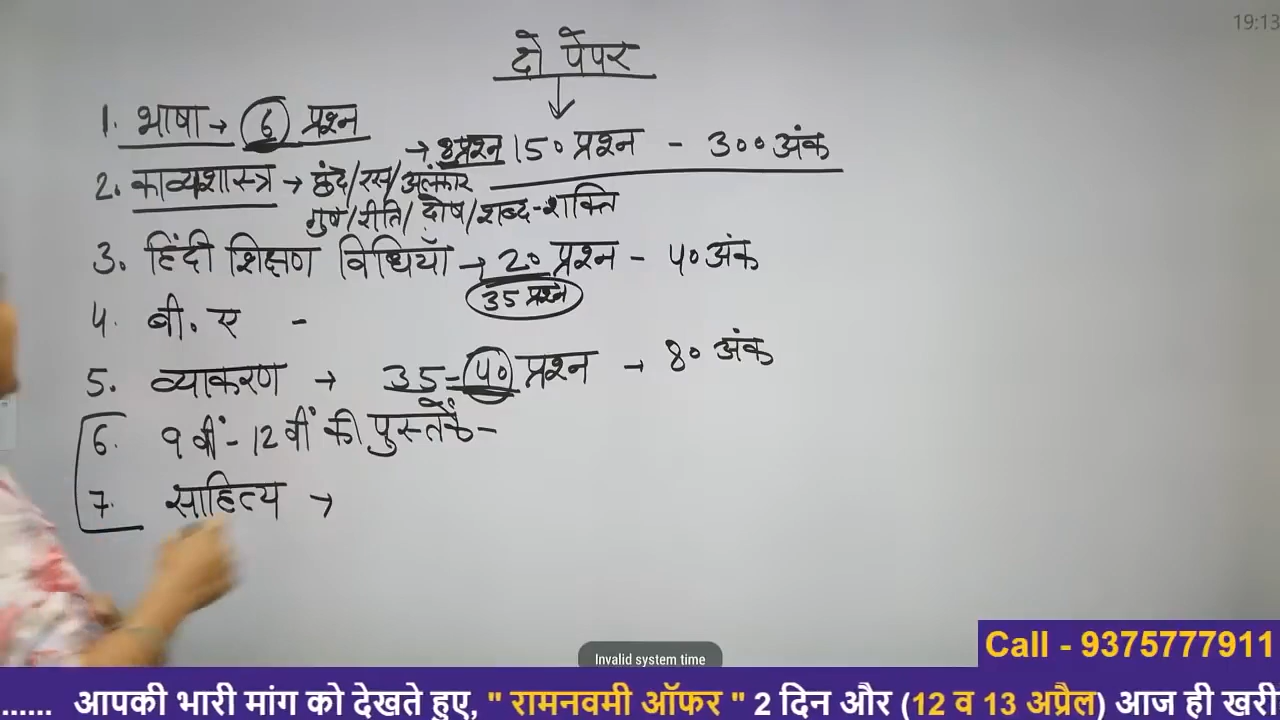 19:13
दो पेपर
1. भाषा → 6 प्रश्न
→ 8 प्रश्न 150 प्रश्न - 300 अंक
2. काव्यशास्त्र → छंद/रस/अलंकार
गुण/रीति/दोष/शब्द-शक्ति
3. हिंदी शिक्षण विधियाँ → 20 प्रश्न - 40 अंक
35 प्रश्न
4. बी. ए -
5. व्याकरण → 35=40 प्रश्न → 80 अंक
6. 9वीं-12वीं की पुस्तकें-
7. साहित्य →
Call - 9375777911
Invalid system time
...... आपकी भारी मांग को देखते हुए, " रामनवमी ऑफर " 2 दिन और (12 व 13 अप्रैल) आज ही खरी